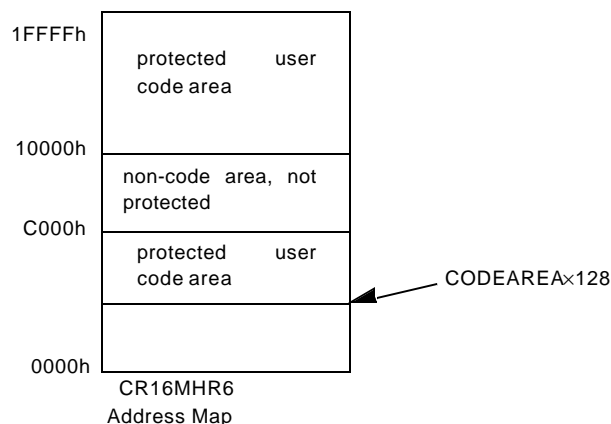 1FFFFh
protected user
code area
10000h
non-code area, not
protected
C000h
protected user
code area
CODEAREA×128
0000h
CR16MHR6
Address Map